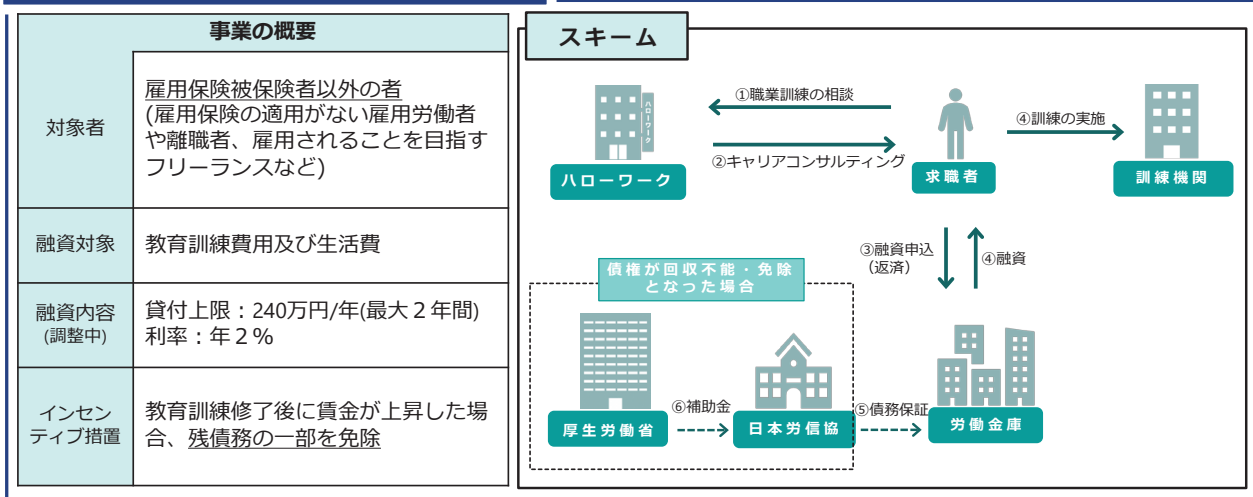 事業の概要
対象者
雇用保険被保険者以外の者
(雇用保険の適用がない雇用労働者
や離職者、雇用されることを目指す
フリーランスなど)
融資対象
教育訓練費用及び生活費
融資内容
(調整中)
貸付上限：240万円/年(最大２年間)
利率：年２%
インセン
ティブ措置
教育訓練修了後に賃金が上昇した場
合、残債務の一部を免除
スキーム
ハローワーク
①職業訓練の相談
②キャリアコンサルティング
④訓練の実施
ハローワーク
求職者
訓練機関
③融資申込
（返済）
④融資
債権が回収不能・免除
となった場合
⑥補助金
⑤債務保証
厚生労働省
日本労信協
労働金庫